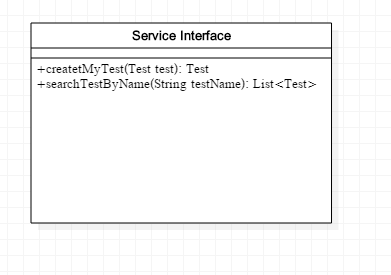 Service Interface
+createtMyTest(Test test): Test
+searchTestByName(String testName): List<Test>